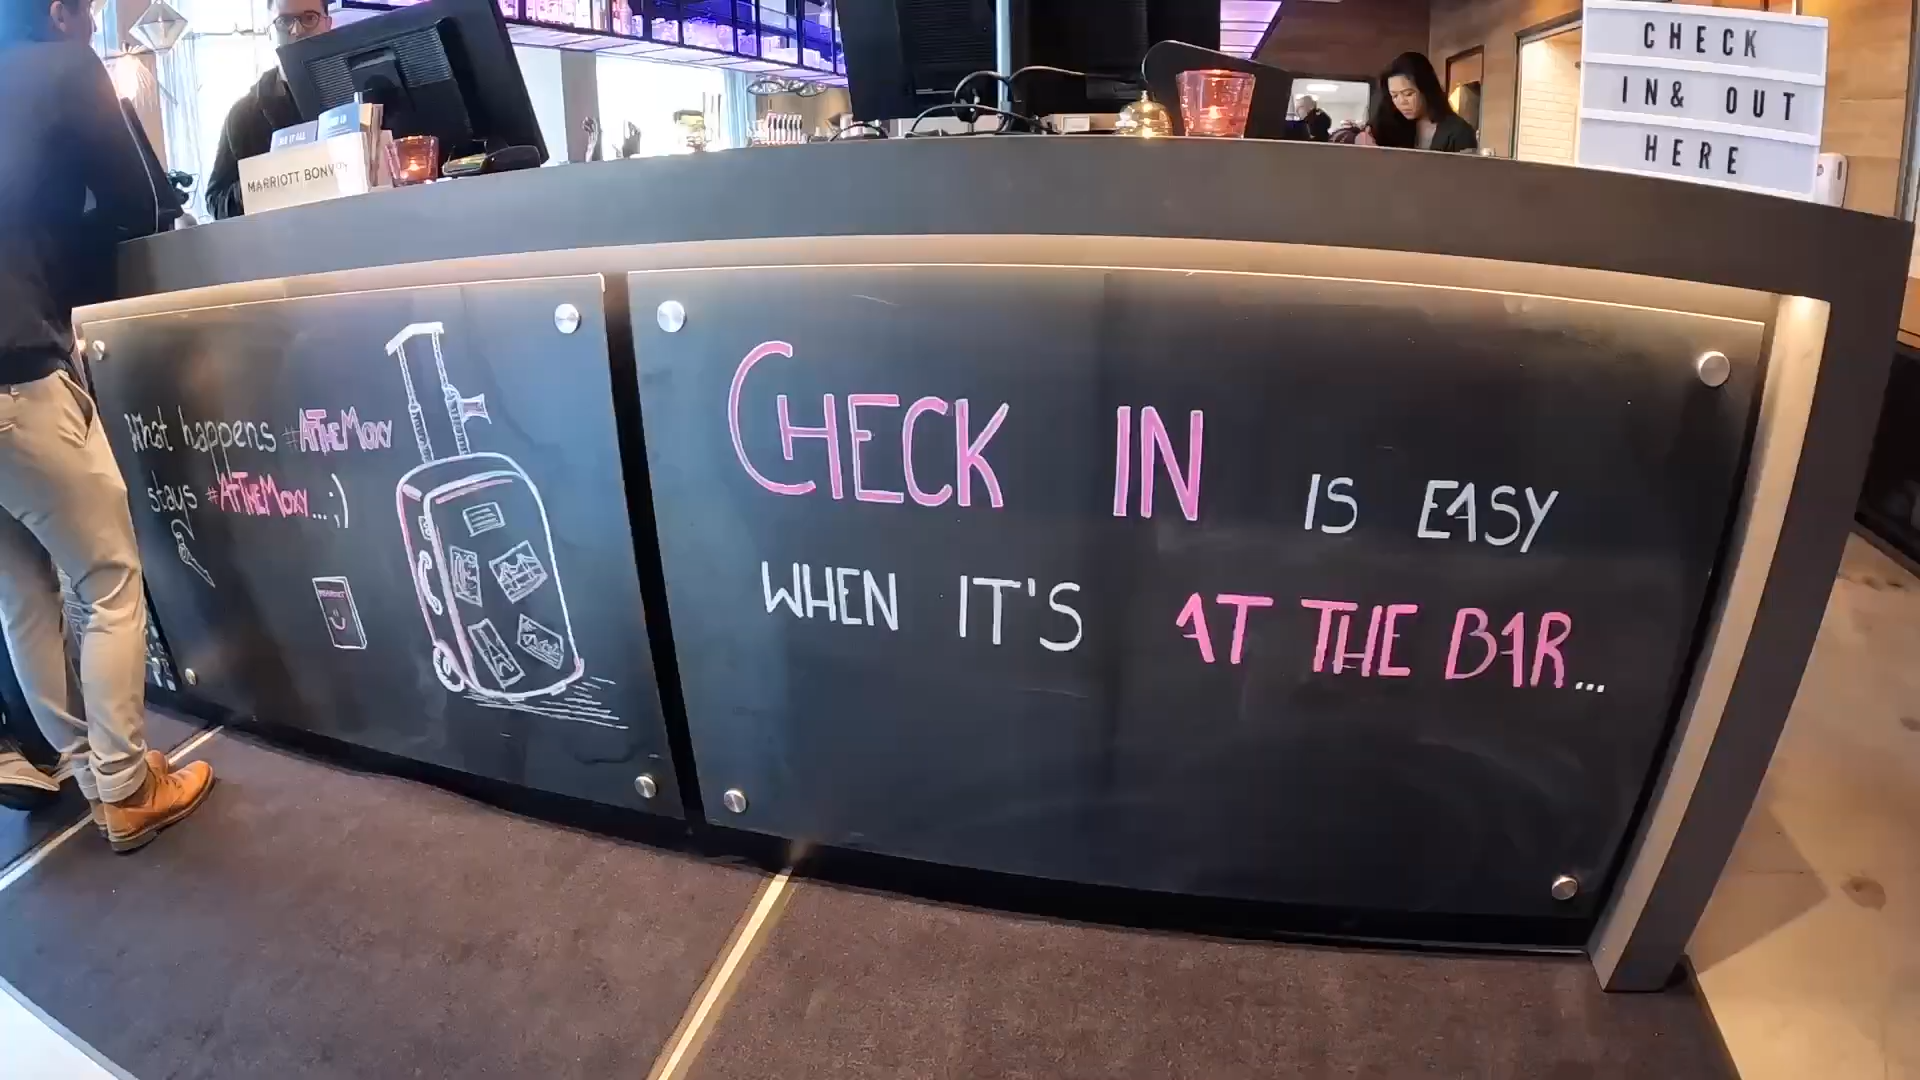 CHECK
IN& OUT
HERE
MARRIOTT BONVOY
What happens #ATTHEMOXY
stays #ATTHEMOXY...;)
CHECK IN IS EASY
WHEN IT'S AT THE BAR...